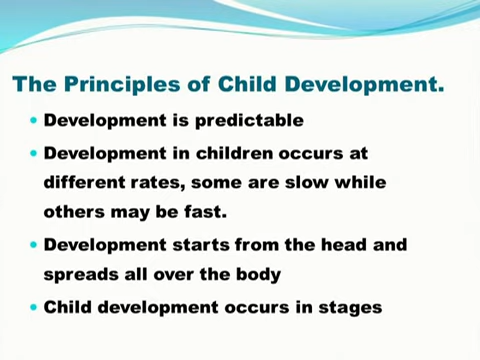 The Principles of Child Development.
• Development is predictable
• Development in children occurs at
different rates, some are slow while
others may be fast.
• Development starts from the head and
spreads all over the body
• Child development occurs in stages